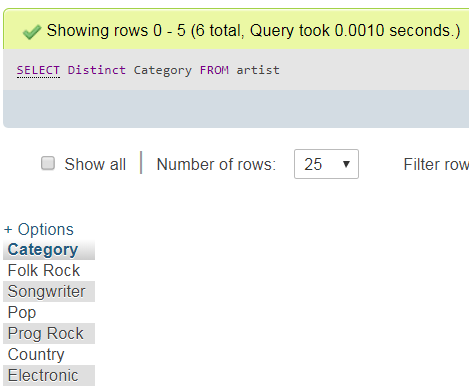 Showing rows 0 - 5 (6 total, Query took 0.0010 seconds.)
SELECT Distinct Category FROM artist
Show all Number of rows: 25 Filter row
+ Options
Category
Folk Rock
Songwriter
Pop
Prog Rock
Country
Electronic